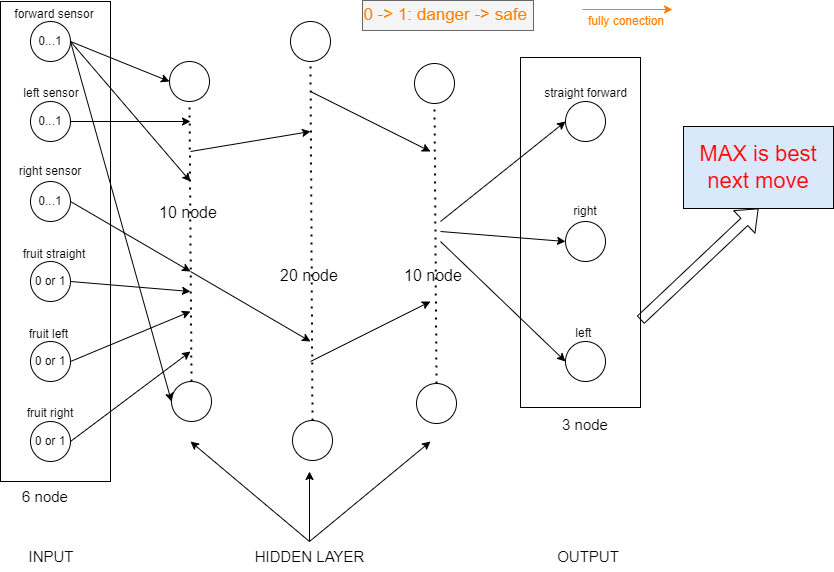 forward sensor
0...1
left sensor
0...1
right sensor
0...1
fruit straight
0 or 1
fruit left
0 or 1
fruit right
0 or 1
6 node
INPUT
10 node
20 node
10 node
HIDDEN LAYER
0 -> 1: danger -> safe
fully conection
straight forward
right
left
3 node
OUTPUT
MAX is best
next move